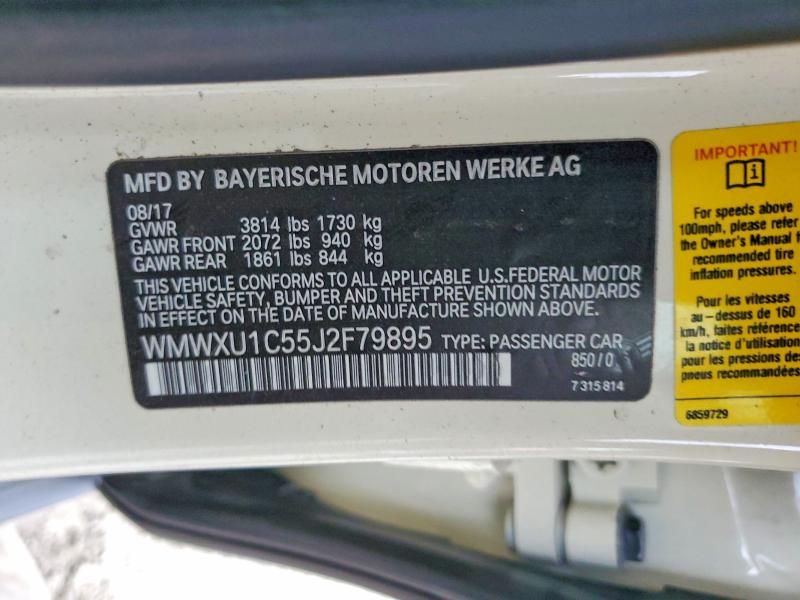 MFD BY BAYERISCHE MOTOREN WERKE AG
08/17
GVWR 3814 lbs 1730 kg
GAWR FRONT 2072 lbs 940 kg
GAWR REAR 1861 lbs 844 kg
THIS VEHICLE CONFORMS TO ALL APPLICABLE U.S.FEDERAL MOTOR
VEHICLE SAFETY, BUMPER AND THEFT PREVENTION STANDARDS
IN EFFECT ON THE DATE OF MANUFACTURE SHOWN ABOVE.
WMWXU1C55J2F79895 TYPE: PASSENGER CAR
850/0
7315814
IMPORTANT!
For speeds above
100mph, please refer
the Owner's Manual f
recommended tire
inflation pressures.
Pour les vitesses
au-dessus de 160
km/h, faites référence
la notice d'utilisation
pour les pressions des
pneus recommandées.
6859729